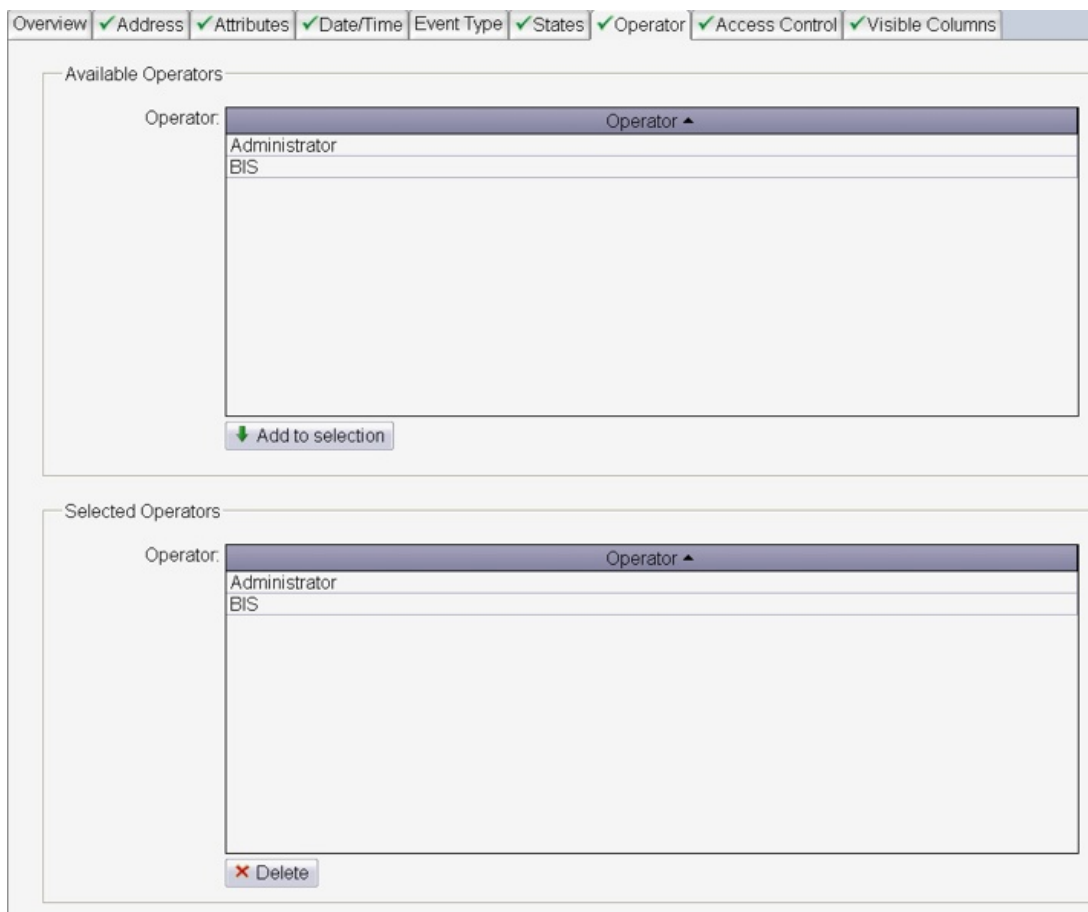 Overview Address Attributes Date/Time Event Type States Operator Access Control Visible Columns
Available Operators
Operator:
Operator
Administrator
BIS
Add to selection
Selected Operators
Operator:
Operator
Administrator
BIS
Delete